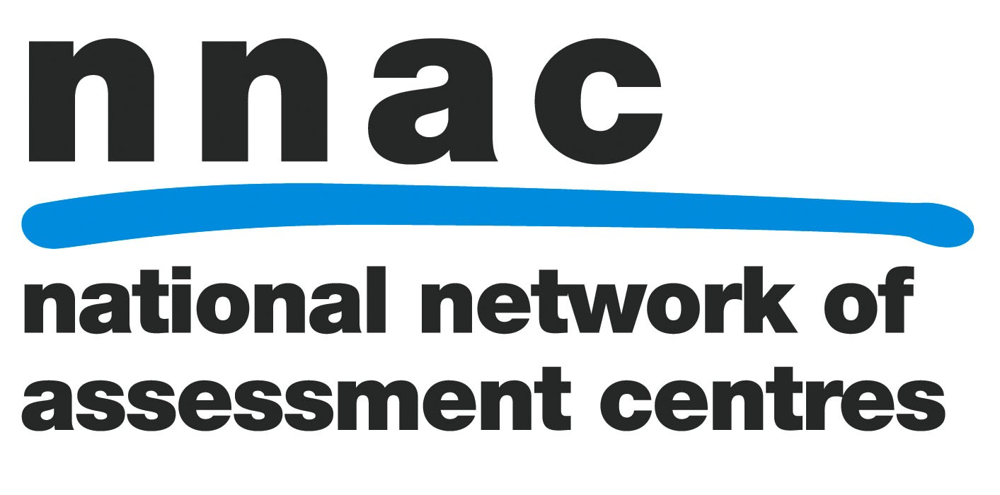 nnac
national network of
assessment centres